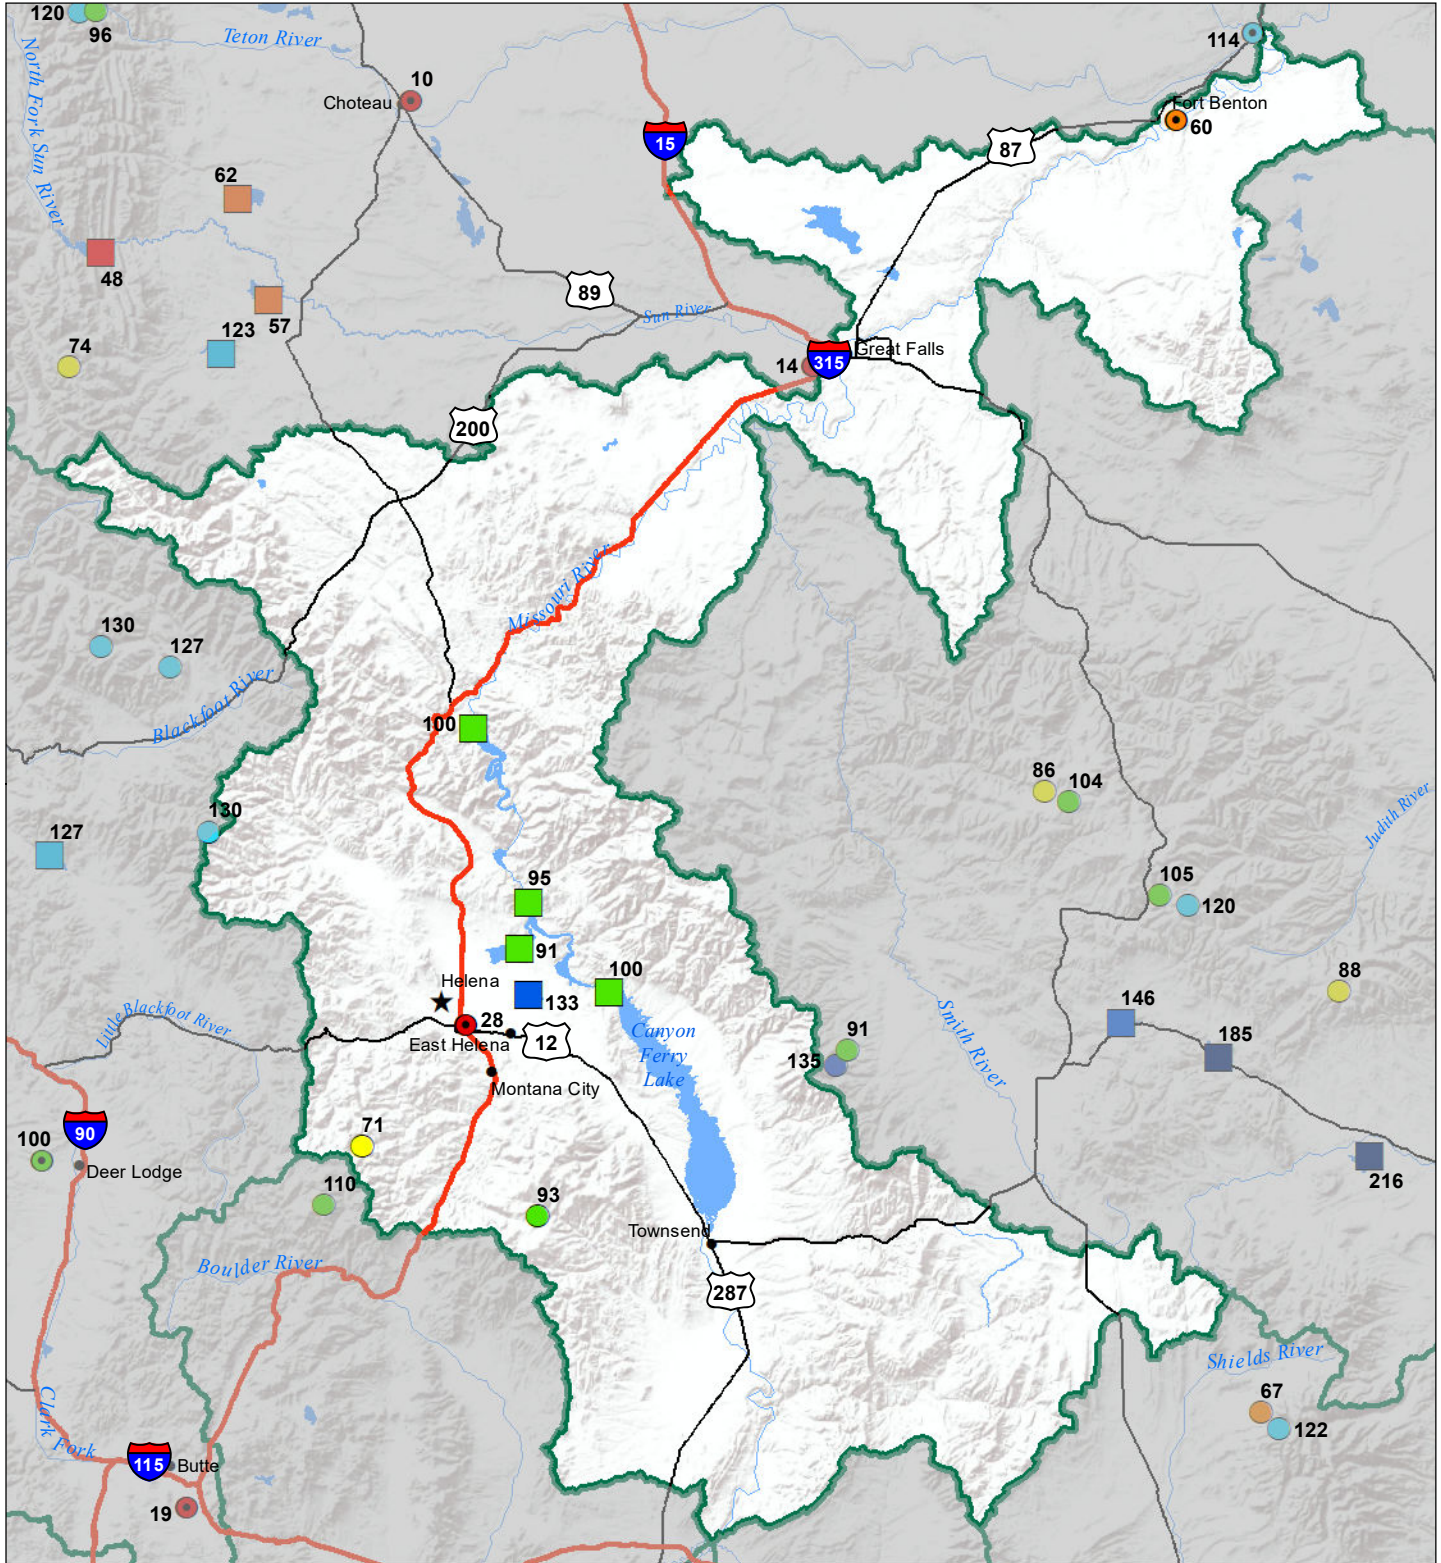 120
96
Teton River
114
North Fork Sun River
10
Choteau
Fort Benton
60
15
87
62
48
89
57
Sun River
123
74
Great Falls
14
315
200
Missouri River
130
127
Blackfoot River
100
86
104
Judith River
130
127
95
105
120
91
100
88
Helena
133
146
Smith River
Little Blackfoot River
28
East Helena
12
Canyon
Ferry
Lake
91
135
185
Montana City
90
71
100
Deer Lodge
216
110
93
Townsend
Boulder River
287
Shields River
67
122
Clark Fork
115
Butte
19